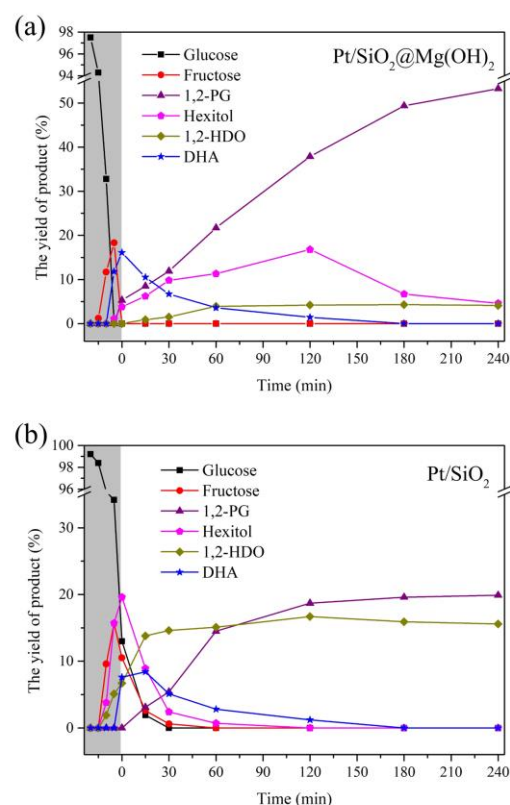 (a)
Pt/SiO₂@Mg(OH)₂
Glucose
Fructose
1,2-PG
Hexitol
1,2-HDO
DHA
The yield of product (%)
98
96
94
50
40
30
20
10
0
0 30 60 90 120 150 180 210 240
Time (min)
(b)
Pt/SiO₂
Glucose
Fructose
1,2-PG
Hexitol
1,2-HDO
DHA
The yield of product (%)
100
98
96
30
20
10
0
0 30 60 90 120 150 180 210 240
Time (min)